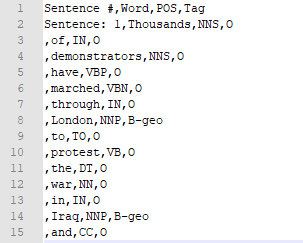 1 Sentence #,Word,POS,Tag
2 Sentence: 1,Thousands,NNS,O
3 ,of,IN,O
4 ,demonstrators,NNS,O
5 ,have,VBP,O
6 ,marched,VBN,O
7 ,through,IN,O
8 ,London,NNP,B-geo
9 ,to,TO,O
10 ,protest,VB,O
11 ,the,DT,O
12 ,war,NN,O
13 ,in,IN,O
14 ,Iraq,NNP,B-geo
15 ,and,CC,O